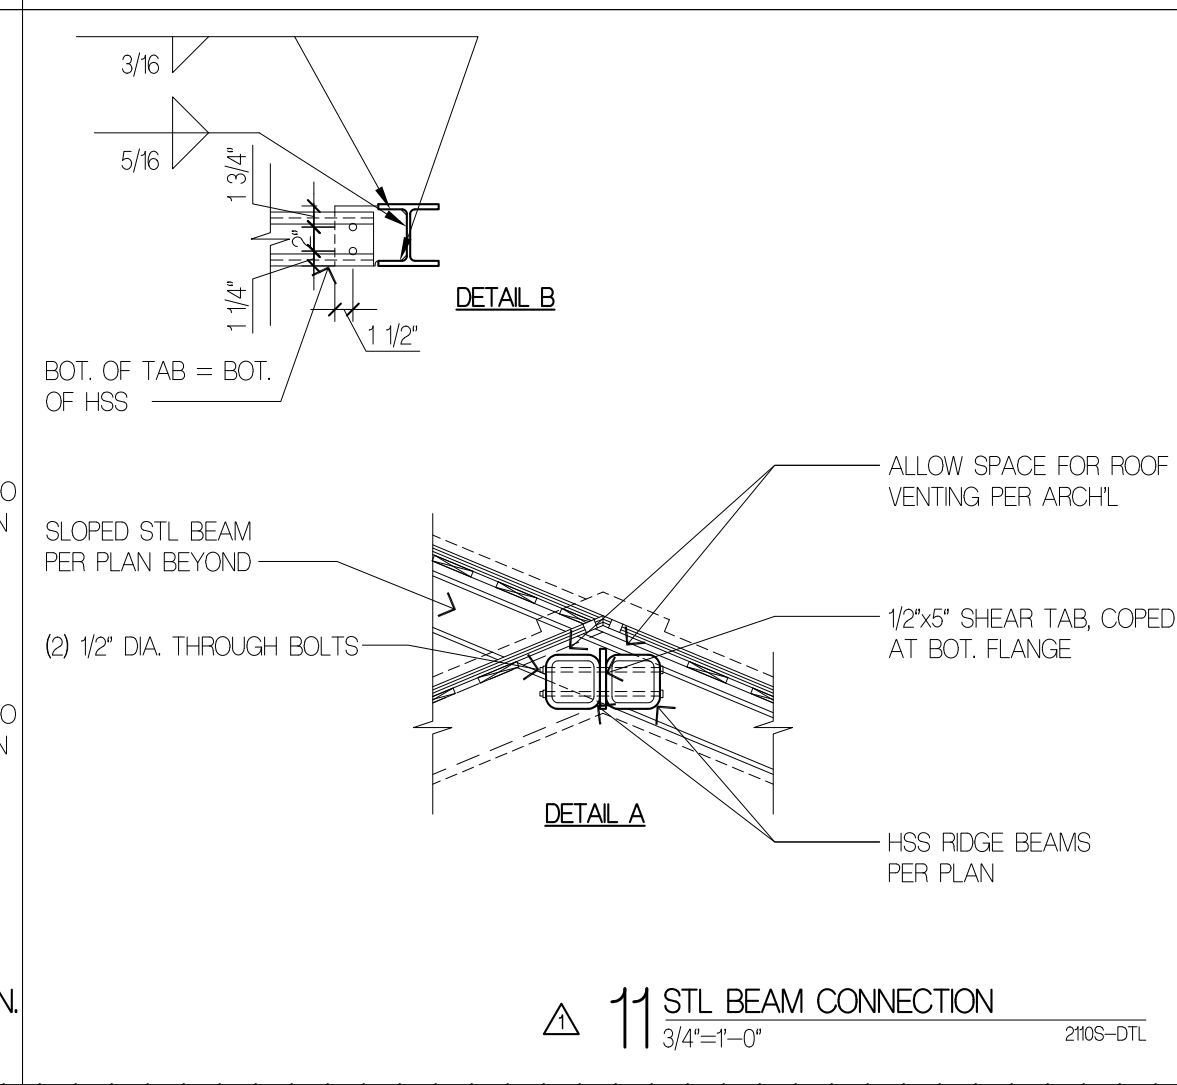 3/16
5/16
1 3/4"
2"
1 1/4"
1 1/2"
DETAIL B
BOT. OF TAB = BOT.
OF HSS
ALLOW SPACE FOR ROOF
VENTING PER ARCH'L
SLOPED STL BEAM
PER PLAN BEYOND
(2) 1/2" DIA. THROUGH BOLTS
1/2"x5" SHEAR TAB, COPED
AT BOT. FLANGE
DETAIL A
HSS RIDGE BEAMS
PER PLAN
N.
1
11
STL BEAM CONNECTION
3/4"=1'-0"
2110S-DTL